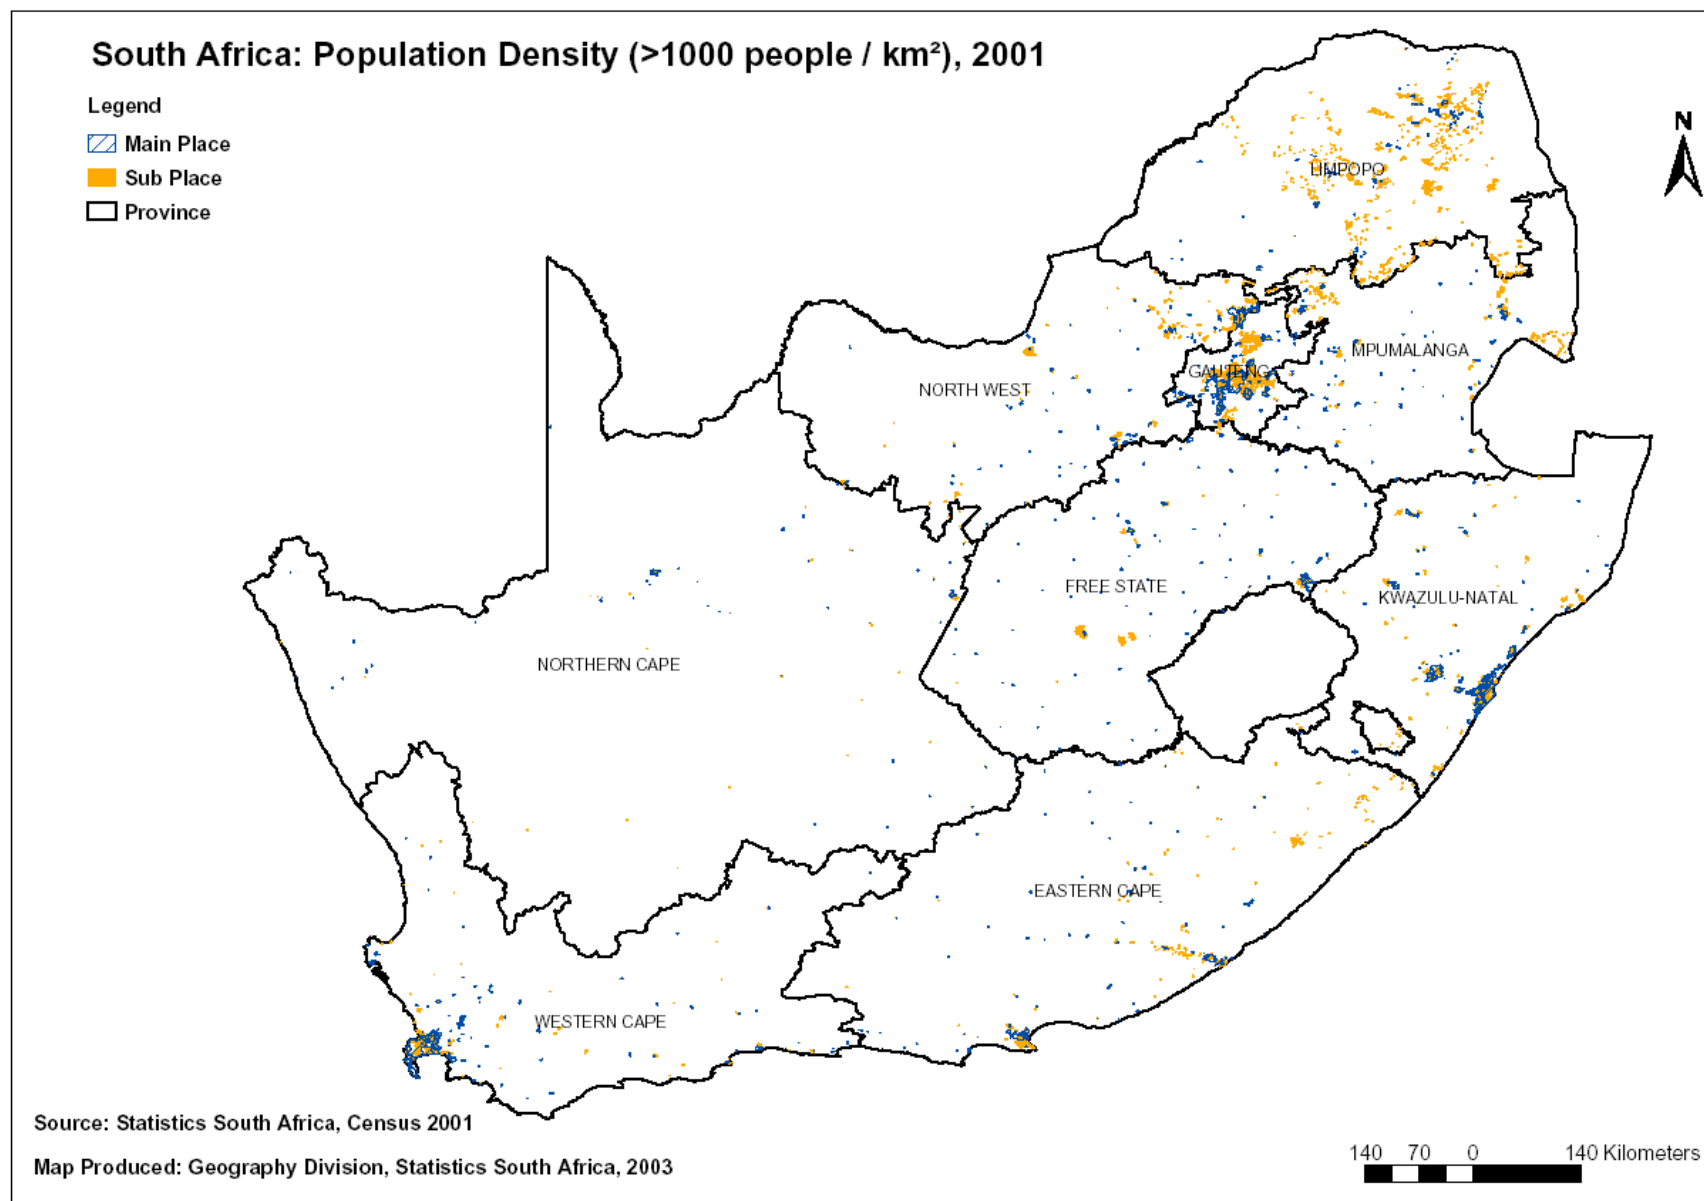 South Africa: Population Density (>1000 people / km²), 2001
Legend
Main Place
Sub Place
Province
N
LIMPOPO
MPUMALANGA
GAUTENG
NORTH WEST
FREE STATE
KWAZULU-NATAL
NORTHERN CAPE
EASTERN CAPE
WESTERN CAPE
Source: Statistics South Africa, Census 2001
Map Produced: Geography Division, Statistics South Africa, 2003
140 70 0 140 Kilometers